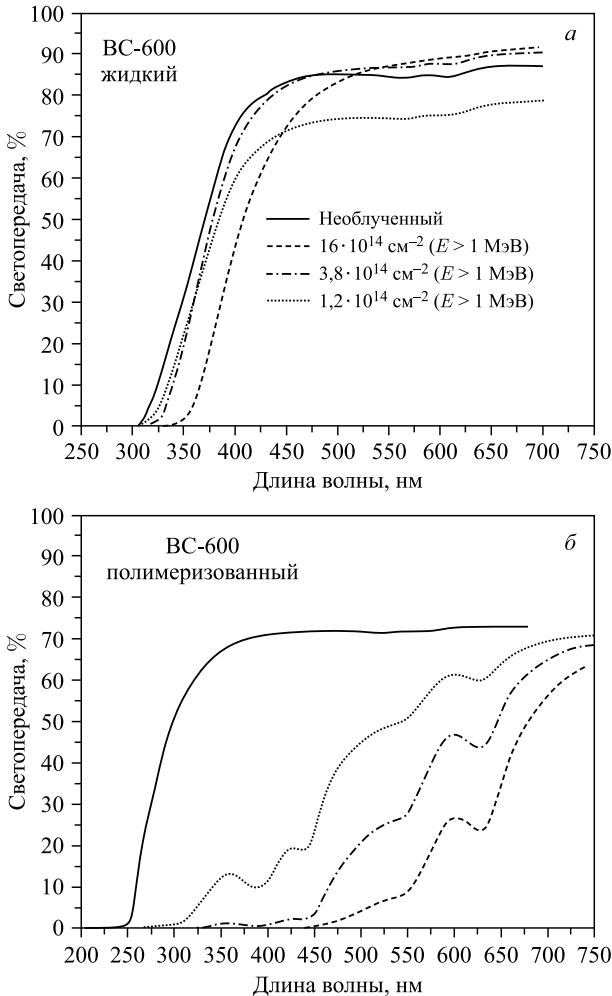 100
90
80
70
60
50
40
30
20
10
0
Светопередача, %
BC-600
жидкий
а
Необлученный
16·10¹⁴ см⁻² (E > 1 МэВ)
3,8·10¹⁴ см⁻² (E > 1 МэВ)
1,2·10¹⁴ см⁻² (E > 1 МэВ)
250 300 350 400 450 500 550 600 650 700 750
Длина волны, нм
100
90
80
70
60
50
40
30
20
10
0
Светопередача, %
BC-600
полимеризованный
б
200 250 300 350 400 450 500 550 600 650 700 750
Длина волны, нм